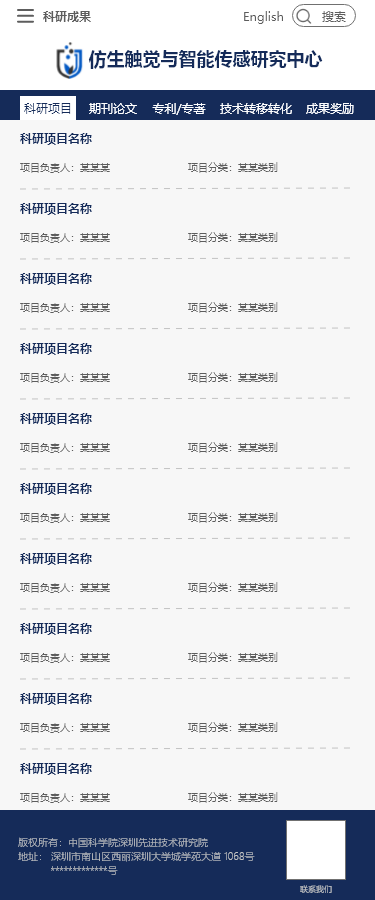 科研成果 English 搜索
仿生触觉与智能传感研究中心
科研项目 期刊论文 专利/专著 技术转移转化 成果奖励
科研项目名称
项目负责人：某某某 项目分类：某某类别
科研项目名称
项目负责人：某某某 项目分类：某某类别
科研项目名称
项目负责人：某某某 项目分类：某某类别
科研项目名称
项目负责人：某某某 项目分类：某某类别
科研项目名称
项目负责人：某某某 项目分类：某某类别
科研项目名称
项目负责人：某某某 项目分类：某某类别
科研项目名称
项目负责人：某某某 项目分类：某某类别
科研项目名称
项目负责人：某某某 项目分类：某某类别
科研项目名称
项目负责人：某某某 项目分类：某某类别
科研项目名称
项目负责人：某某某 项目分类：某某类别
版权所有：中国科学院深圳先进技术研究院
地址： 深圳市南山区西丽深圳大学城学苑大道 1068号
*************号
联系我们